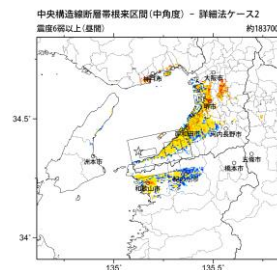 中央構造線断層帯根来区間(中角度) - 詳細法ケース2
震度6弱以上(昼間) 約183700
神戸市 大阪市
堺市
34.5˚
岸和田市 河内長野市
洲本市 橋本市 五條市
和歌山市
34˚
135˚ 135.5˚